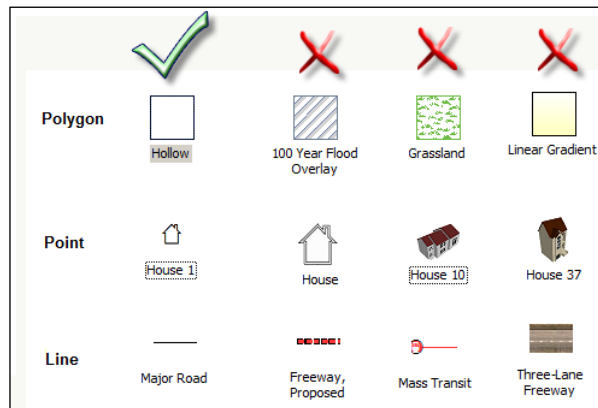 Polygon
Hollow
100 Year Flood
Overlay
Grassland
Linear Gradient
Point
House 1
House
House 10
House 37
Line
Major Road
Freeway,
Proposed
Mass Transit
Three-Lane
Freeway